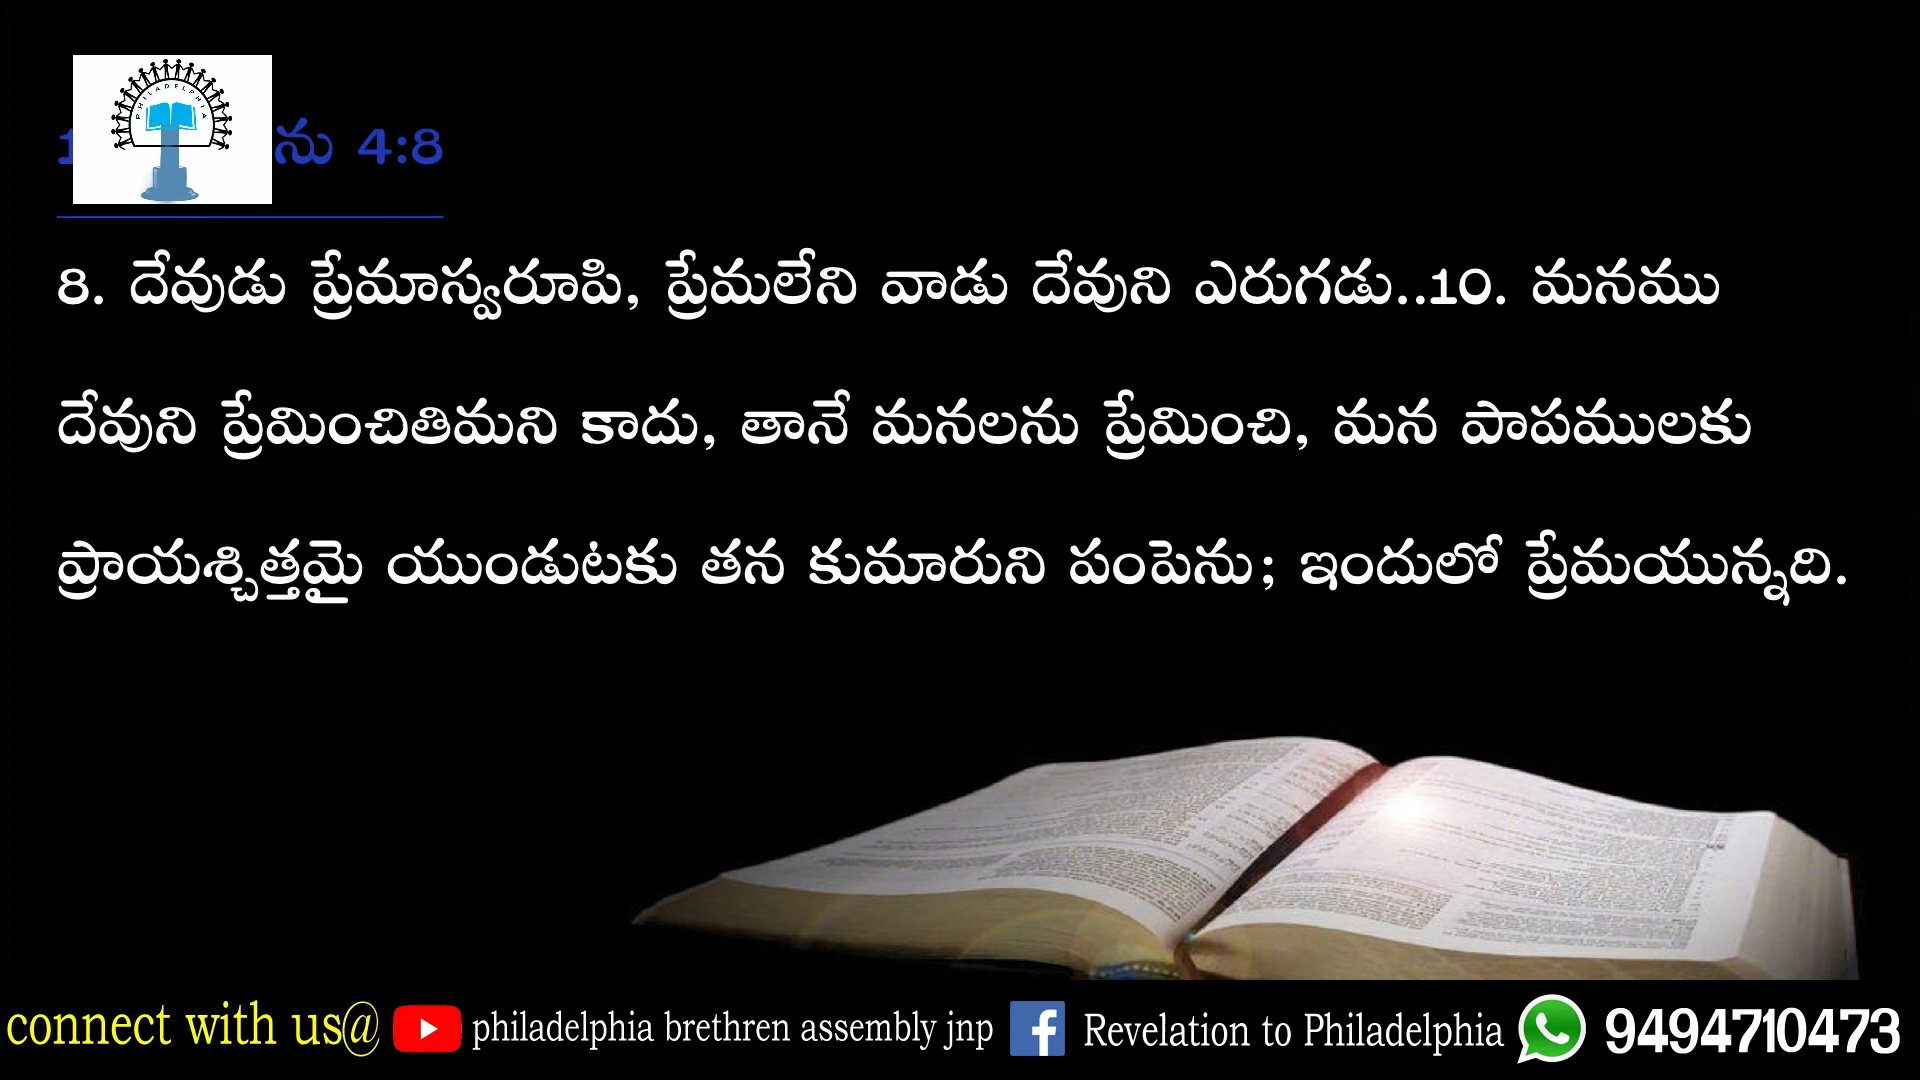 PHILADELPHIA
ను 4:8
8. దేవుడు ప్రేమాస్వరూపి, ప్రేమలేని వాడు దేవుని ఎరుగడు..10. మనము
దేవుని ప్రేమించితిమని కాదు, తానే మనలను ప్రేమించి, మన పాపములకు
ప్రాయశ్చిత్తమై యుండుటకు తన కుమారుని పంపెను; ఇందులో ప్రేమయున్నది.
connect with us@ philadelphia brethren assembly jnp Revelation to Philadelphia 9494710473